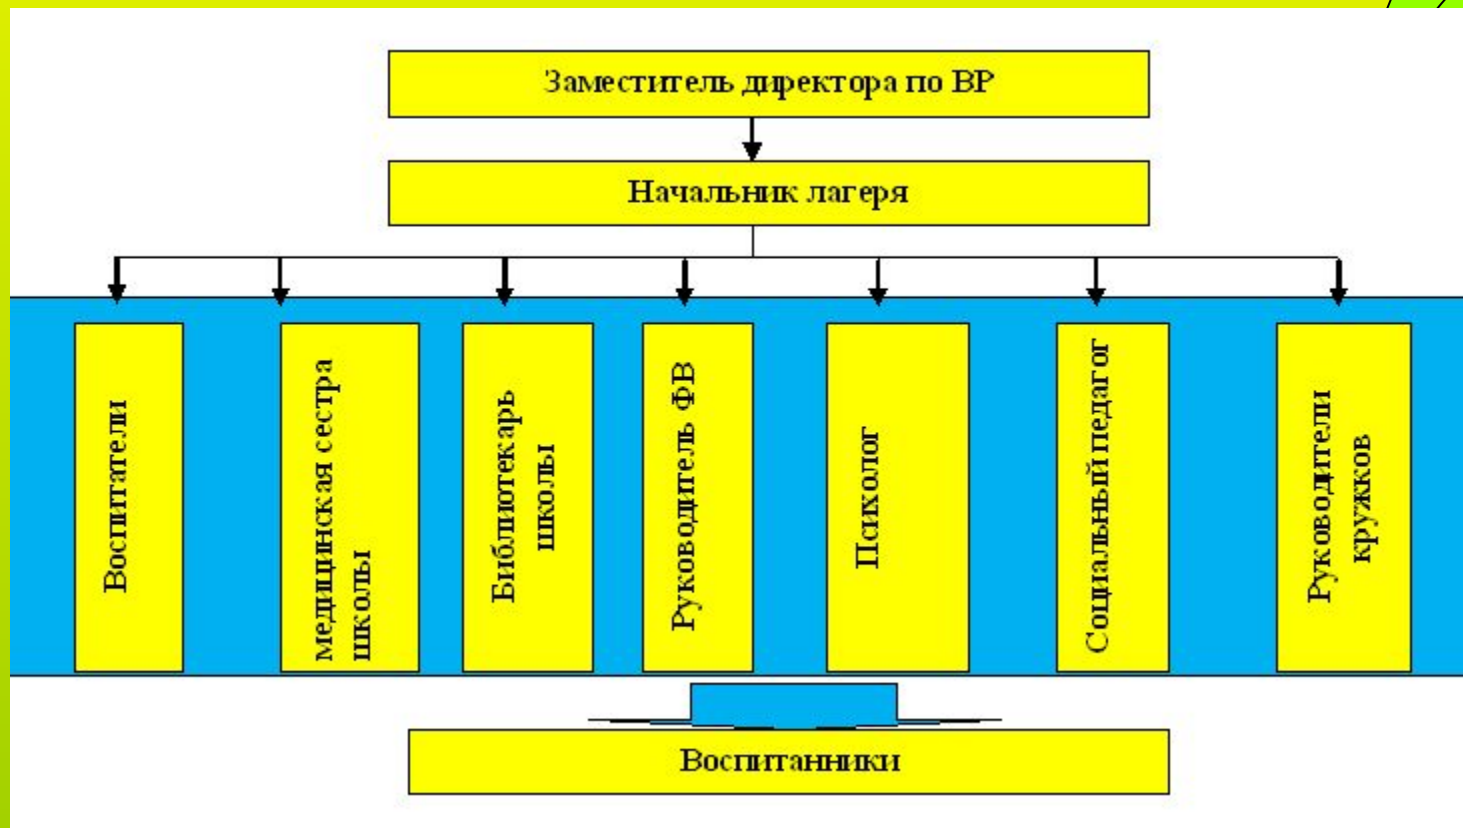 Заместитель директора по ВР
Начальник лагеря
Воспитатели
медицинская сестра
школы
Библиотекарь
школы
Руководитель ФВ
Психолог
Социальный педагог
Руководители
кружков
Воспитанники